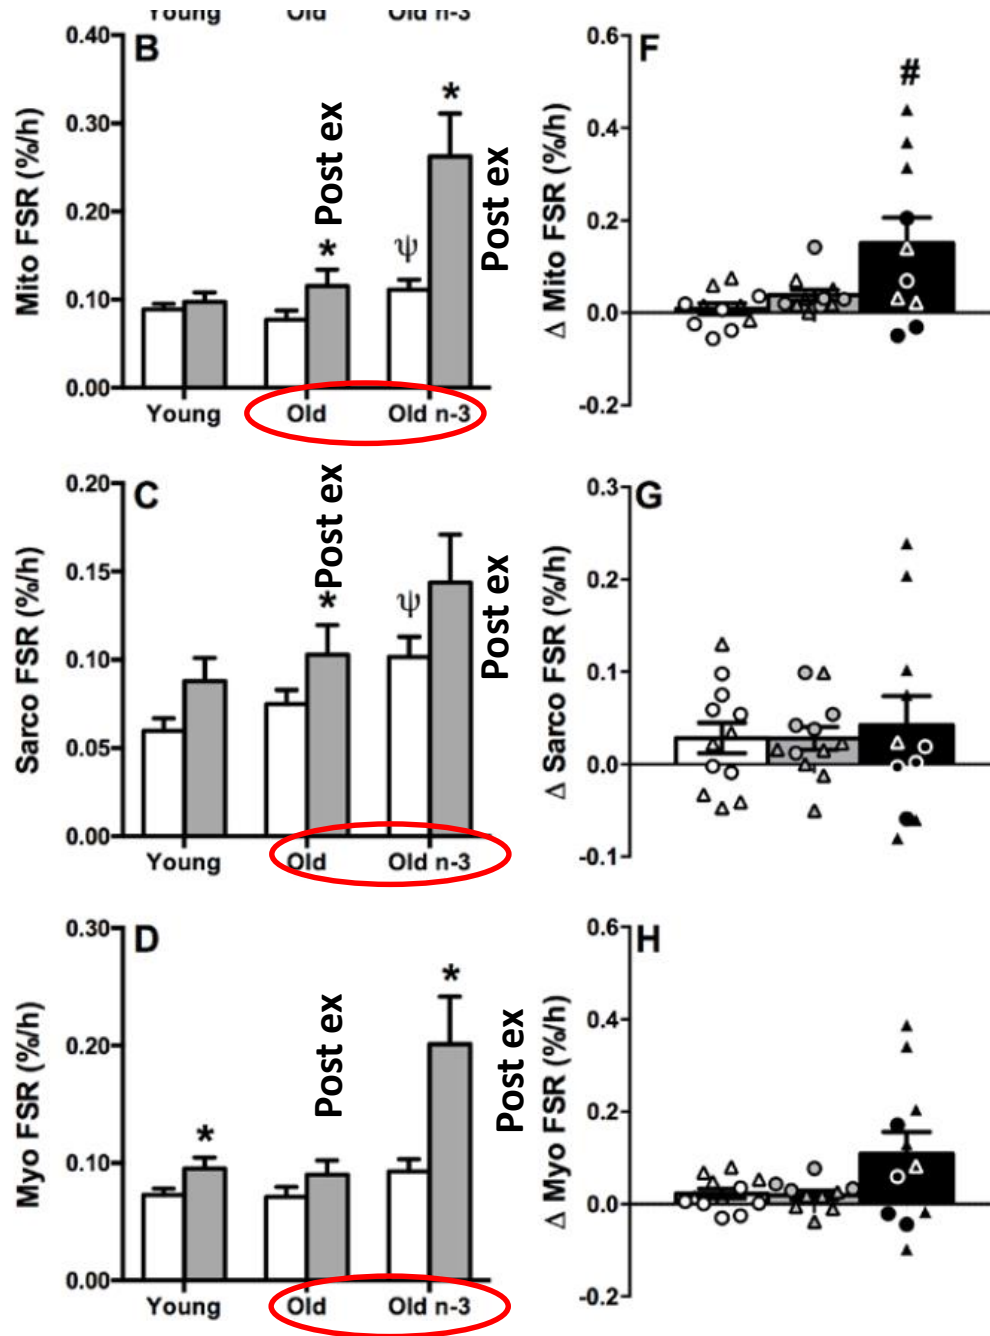 Young Old Old n-3
B
Mito FSR (%/h)
0.40
0.30
0.20
0.10
0.00
*
Post ex
ψ
*
Post ex
Young Old Old n-3
F
Δ Mito FSR (%/h)
0.6
0.4
0.2
0.0
-0.2
#
C
Sarco FSR (%/h)
0.20
0.15
0.10
0.05
0.00
*
Post ex
ψ
Post ex
Young Old Old n-3
G
Δ Sarco FSR (%/h)
0.3
0.2
0.1
0.0
-0.1
D
Myo FSR (%/h)
0.30
0.20
0.10
0.00
*
Post ex
*
Post ex
Young Old Old n-3
H
Δ Myo FSR (%/h)
0.6
0.4
0.2
0.0
-0.2